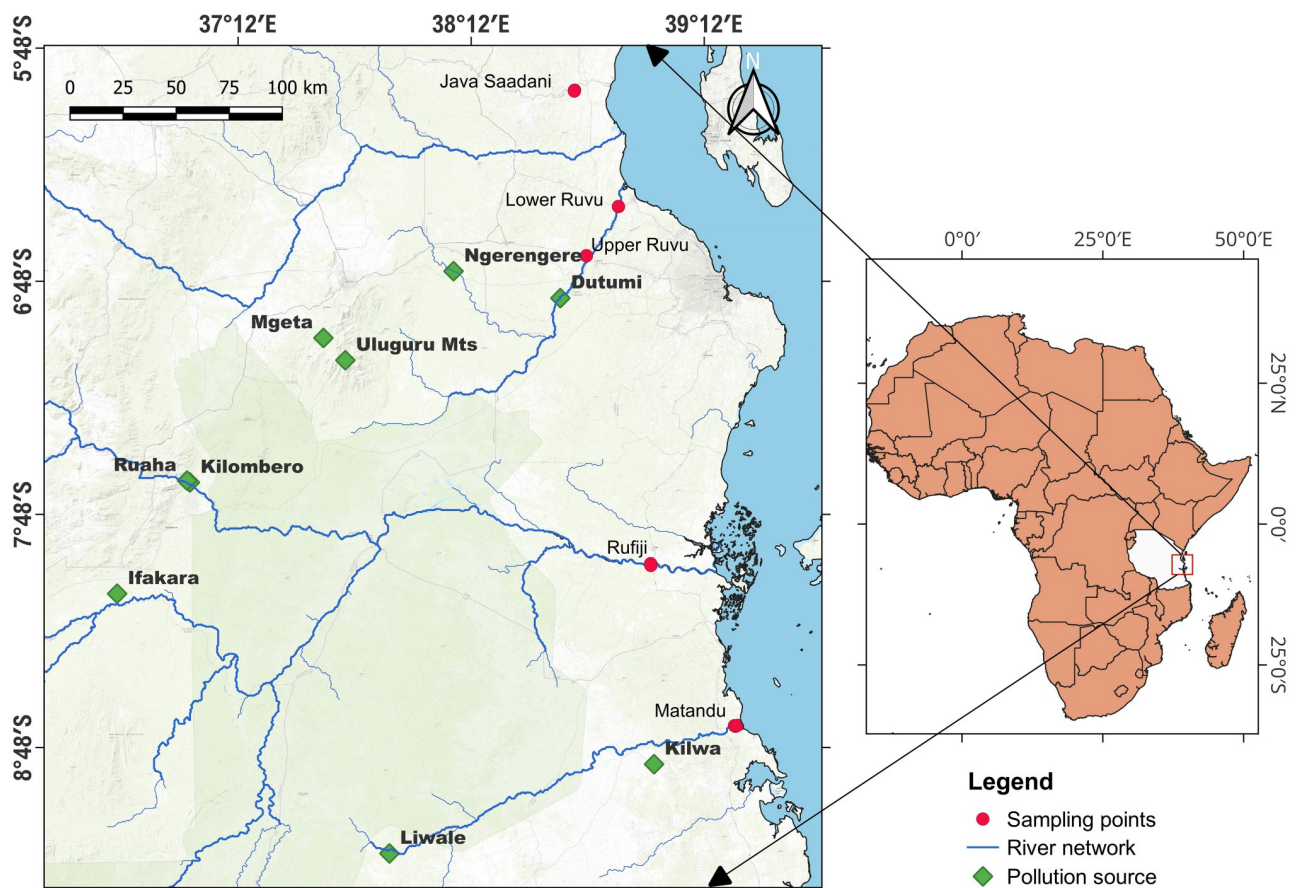 37°12′E 38°12′E 39°12′E
5°48′S
0 25 50 75 100 km
Java Saadani
N
Lower Ruvu
Upper Ruvu
Ngerengere
6°48′S
Dutumi
Mgeta
Uluguru Mts
Ruaha Kilombero
7°48′S
Rufiji
Ifakara
Matandu
8°48′S
Kilwa
Liwale
0°0′ 25°0′E 50°0′E
25°0′N
0°0′
25°0′S
Legend
Sampling points
River network
Pollution source